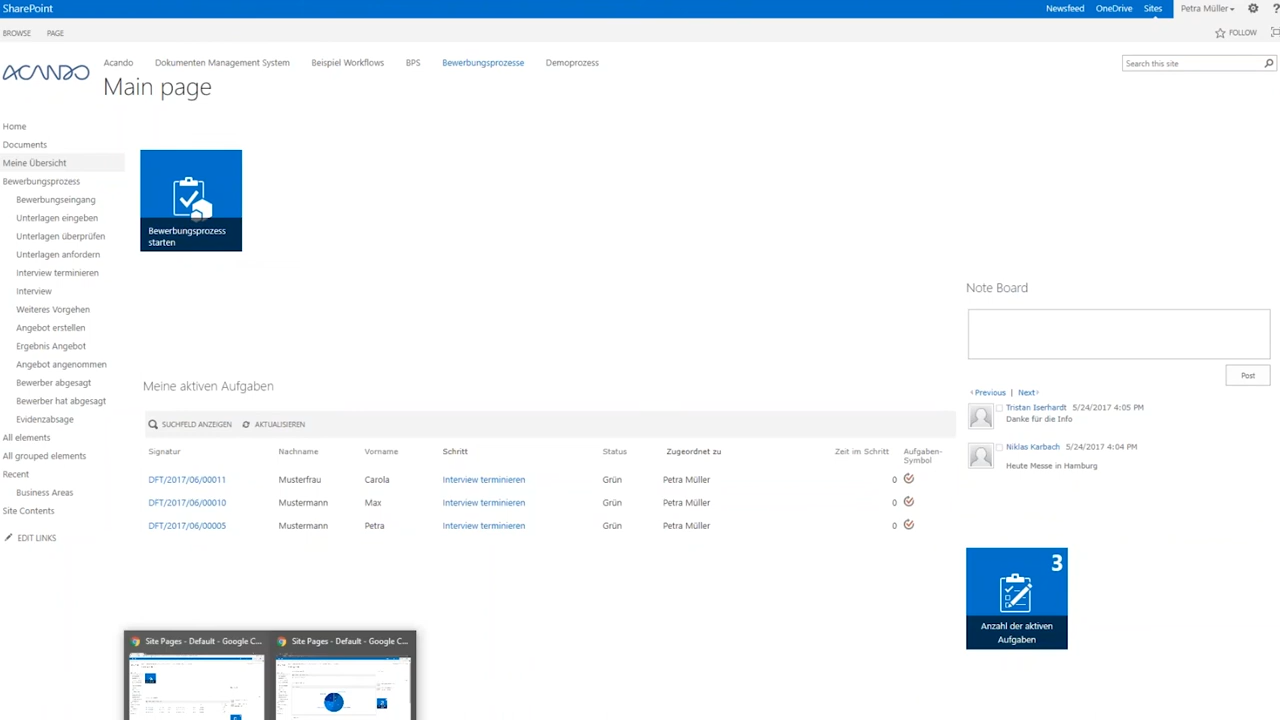 SharePoint
Newsfeed OneDrive Sites Petra Müller ?
BROWSE PAGE
FOLLOW
ACANDO
Acando Dokumenten Management System Beispiel Workflows BPS Bewerbungsprozesse Demoprozess
Search this site
Main page
Home
Documents
Meine Übersicht
Bewerbungsprozess
Bewerbungseingang
Unterlagen eingeben
Unterlagen überprüfen
Unterlagen anfordern
Interview terminieren
Interview
Weiteres Vorgehen
Angebot erstellen
Ergebnis Angebot
Angebot angenommen
Bewerber abgesagt
Bewerber hat abgesagt
Evidenzabsage
All elements
All grouped elements
Recent
Business Areas
Site Contents
EDIT LINKS
Bewerbungsprozess
starten
Meine aktiven Aufgaben
SUCHFELD ANZEIGEN AKTUALISIEREN
Signatur Nachname Vorname Schritt Status Zugeordnet zu Zeit im Schritt Aufgaben-
Symbol
DFT/2017/06/00011 Musterfrau Carola Interview terminieren Grün Petra Müller 0
DFT/2017/06/00010 Mustermann Max Interview terminieren Grün Petra Müller 0
DFT/2017/06/00005 Mustermann Petra Interview terminieren Grün Petra Müller 0
Note Board
Post
Previous | Next
Tristan Iserhardt 5/24/2017 4:05 PM
Danke für die Info
Niklas Karbach 5/24/2017 4:04 PM
Heute Messe in Hamburg
3
Anzahl der aktiven
Aufgaben
Site Pages - Default - Google C... Site Pages - Default - Google C...